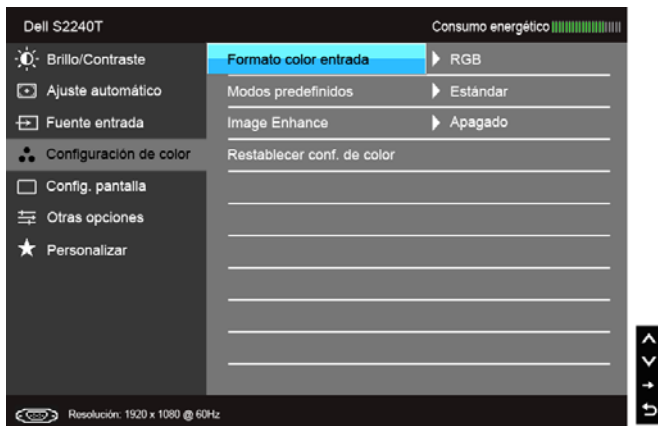 Dell S2240T
Consumo energético
Brillo/Contraste
Formato color entrada
RGB
Ajuste automático
Modos predefinidos
Estándar
Fuente entrada
Image Enhance
Apagado
Configuración de color
Restablecer conf. de color
Config. pantalla
Otras opciones
Personalizar
Resolución: 1920 x 1080 @ 60Hz